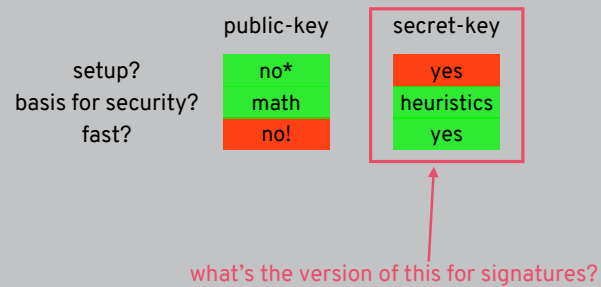 public-key secret-key
setup? no* yes
basis for security? math heuristics
fast? no! yes
what's the version of this for signatures?